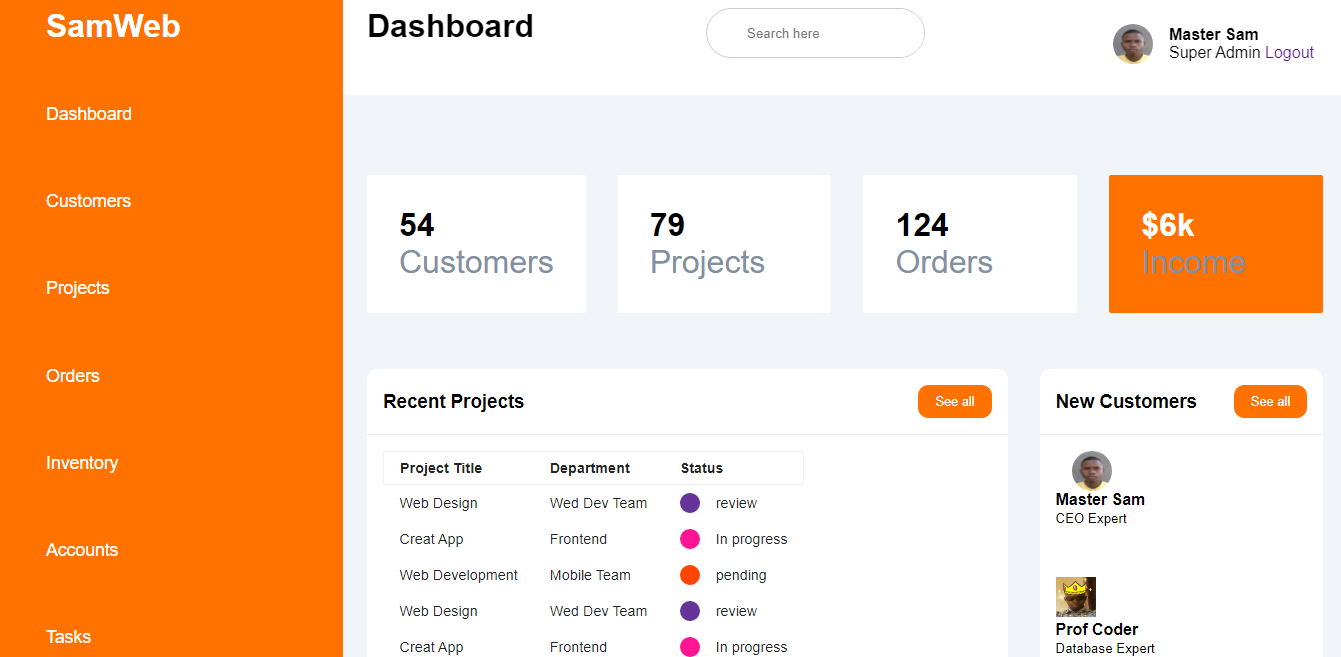 SamWeb
Dashboard
Customers
Projects
Orders
Inventory
Accounts
Tasks
Dashboard
Search here
Master Sam
Super Admin Logout
54
Customers
79
Projects
124
Orders
$6k
Income
Recent Projects
See all
Project Title Department Status
Web Design Wed Dev Team review
Creat App Frontend In progress
Web Development Mobile Team pending
Web Design Wed Dev Team review
Creat App Frontend In progress
New Customers
See all
Master Sam
CEO Expert
Prof Coder
Database Expert